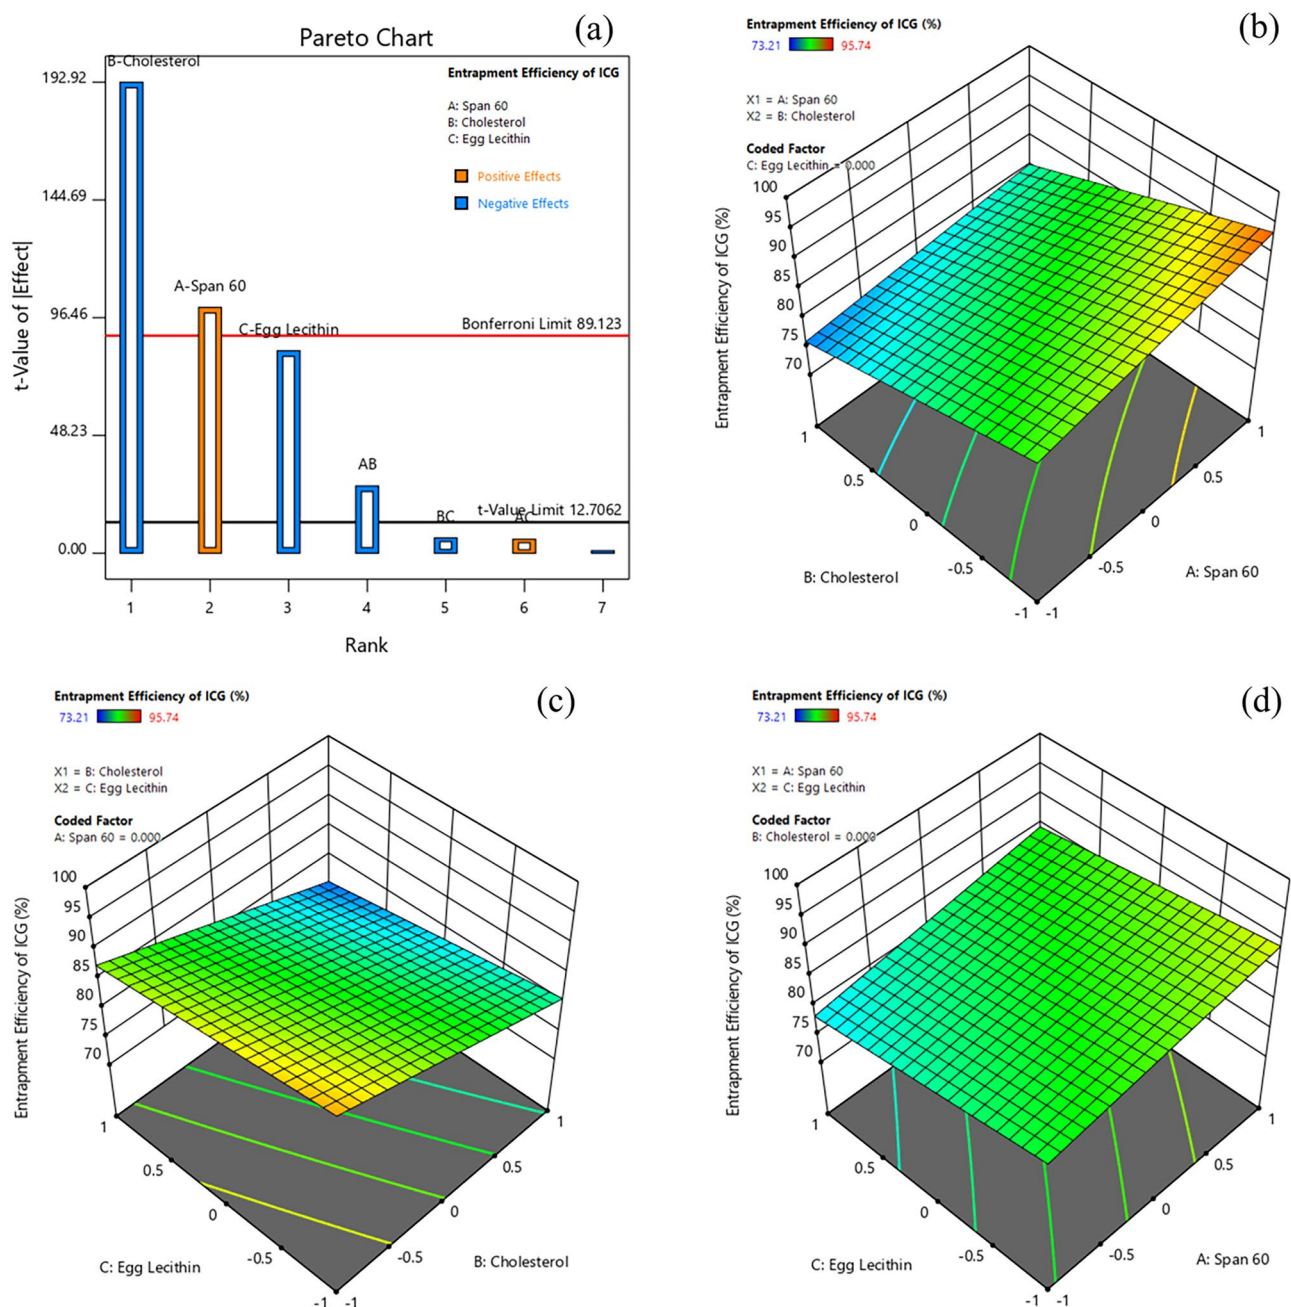 Pareto Chart
(a)
B-Cholesterol
192.92
144.69
96.46
48.23
0.00
t-Value of |Effect|
Entrapment Efficiency of ICG
A: Span 60
B: Cholesterol
C: Egg Lecithin
Positive Effects
Negative Effects
A-Span 60
C-Egg Lecithin
Bonferroni Limit 89.123
AB
t-Value Limit 12.7062
BC
AC
1 2 3 4 5 6 7
Rank
(b)
Entrapment Efficiency of ICG (%)
73.21 95.74
X1 = A: Span 60
X2 = B: Cholesterol
Coded Factor
C: Egg Lecithin = 0.000
100
95
90
85
80
75
70
Entrapment Efficiency of ICG (%)
1
0.5
0
-0.5
-1
B: Cholesterol
-1
-0.5
0
0.5
1
A: Span 60
(c)
Entrapment Efficiency of ICG (%)
73.21 95.74
X1 = B: Cholesterol
X2 = C: Egg Lecithin
Coded Factor
A: Span 60 = 0.000
100
95
90
85
80
75
70
Entrapment Efficiency of ICG (%)
1
0.5
0
-0.5
-1
C: Egg Lecithin
-1
-0.5
0
0.5
1
B: Cholesterol
(d)
Entrapment Efficiency of ICG (%)
73.21 95.74
X1 = A: Span 60
X2 = C: Egg Lecithin
Coded Factor
B: Cholesterol = 0.000
100
95
90
85
80
75
70
Entrapment Efficiency of ICG (%)
1
0.5
0
-0.5
-1
C: Egg Lecithin
-1
-0.5
0
0.5
1
A: Span 60